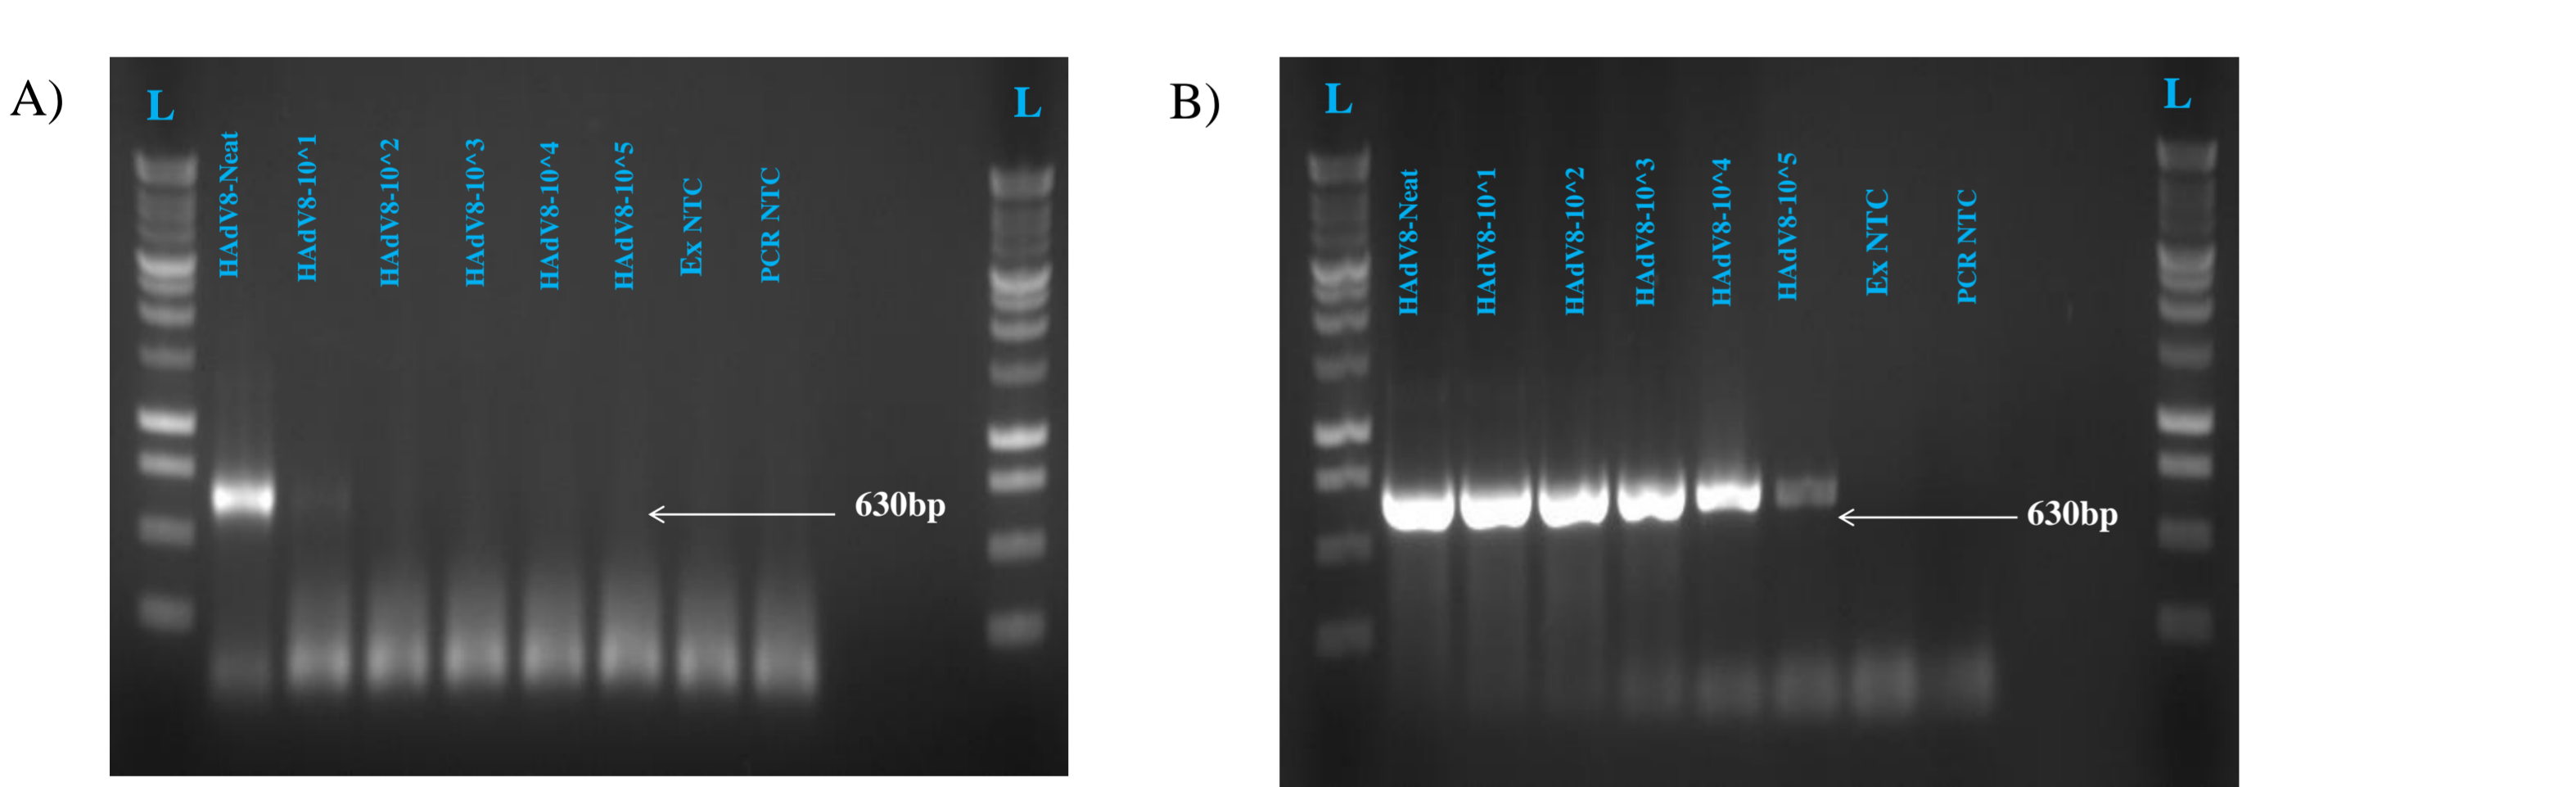 A)
L
HAdV8-Neat
HAdV8-10^1
HAdV8-10^2
HAdV8-10^3
HAdV8-10^4
HAdV8-10^5
Ex NTC
PCR NTC
L
630bp
B)
L
HAdV8-Neat
HAdV8-10^1
HAdV8-10^2
HAdV8-10^3
HAdV8-10^4
HAdV8-10^5
Ex NTC
PCR NTC
L
630bp